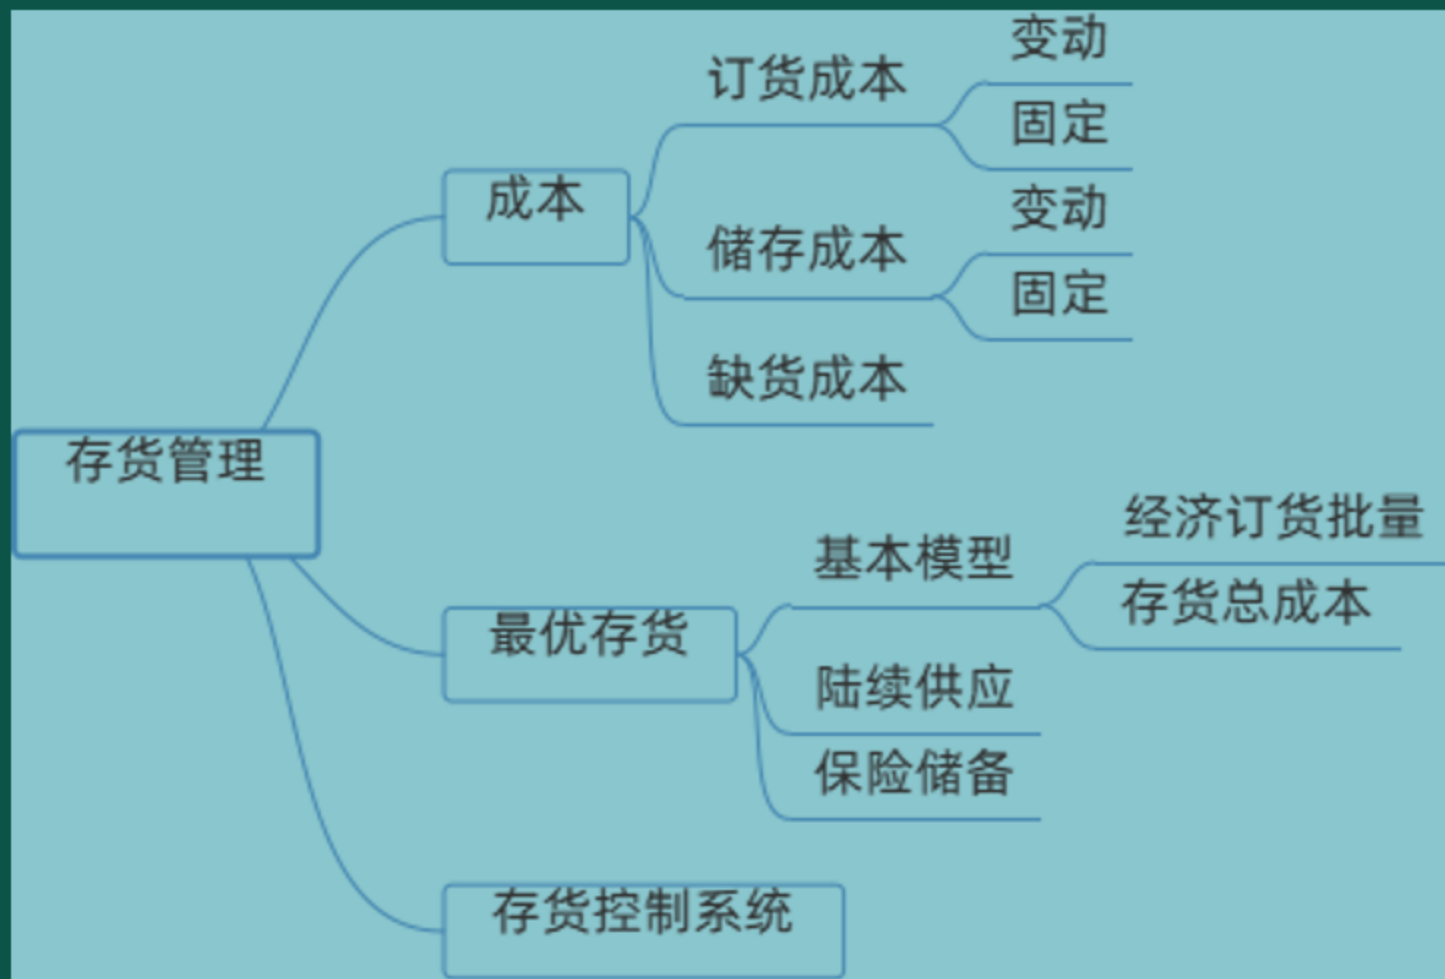 存货管理
成本
订货成本
变动
固定
储存成本
变动
固定
缺货成本
最优存货
基本模型
经济订货批量
存货总成本
陆续供应
保险储备
存货控制系统